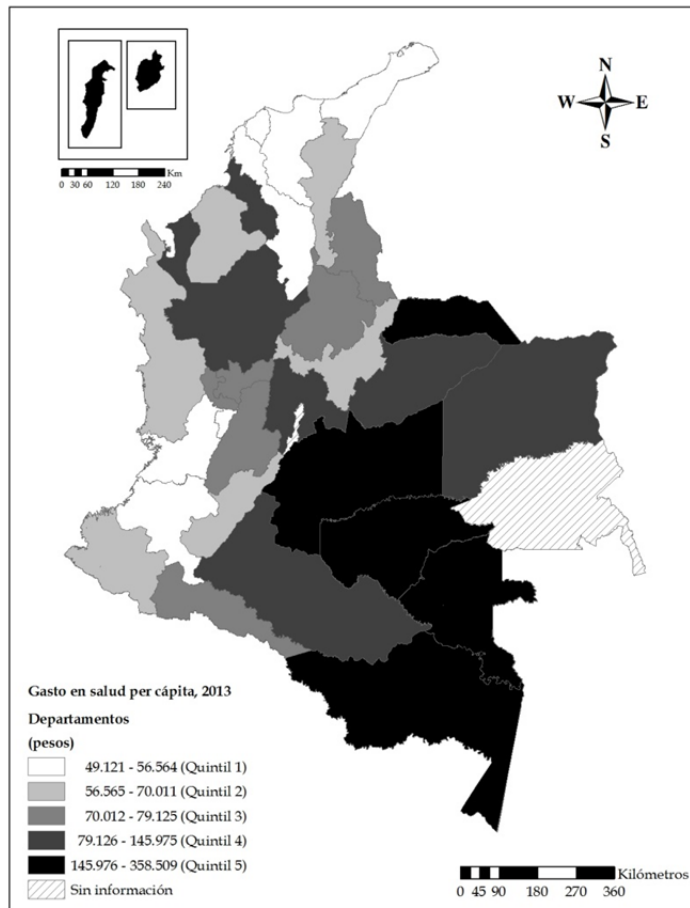 N
W E
S
Km
0 30 60 120 180 240
Gasto en salud per cápita, 2013
Departamentos
(pesos)
49.121 - 56.564 (Quintil 1)
56.565 - 70.011 (Quintil 2)
70.012 - 79.125 (Quintil 3)
79.126 - 145.975 (Quintil 4)
145.976 - 358.509 (Quintil 5)
Sin información
Kilómetros
0 45 90 180 270 360